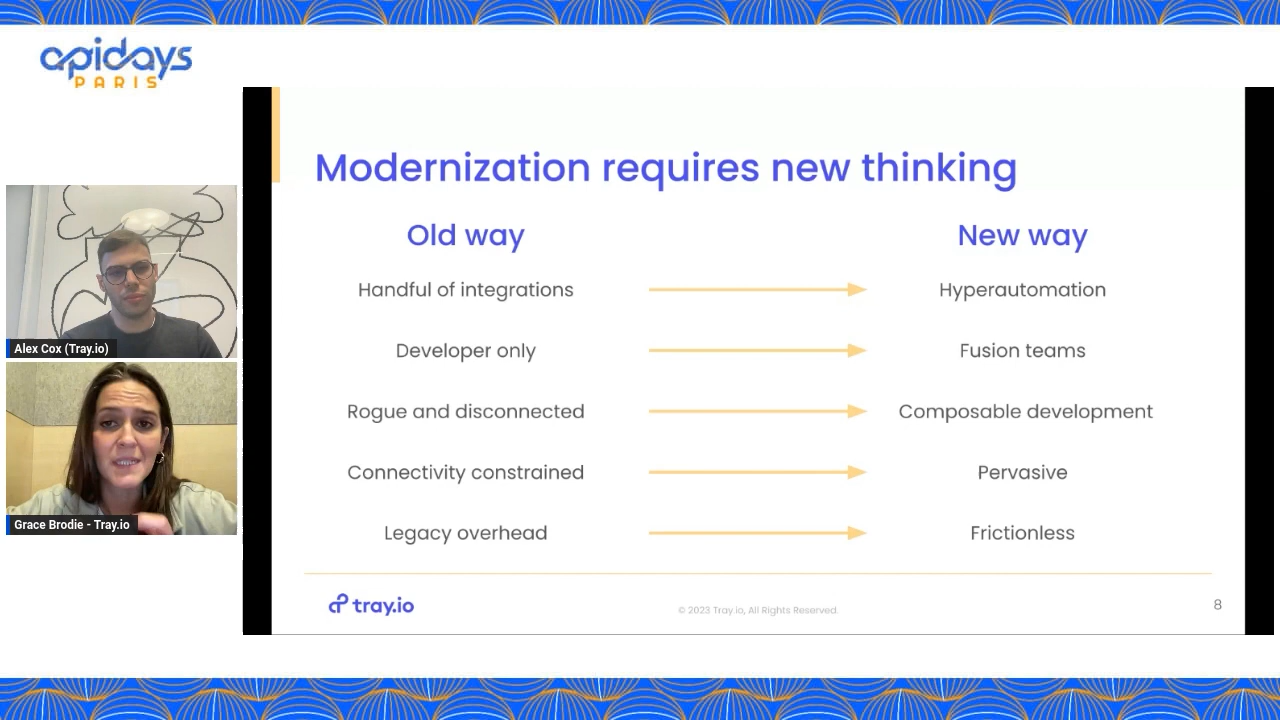 apidays
PARIS
Modernization requires new thinking
Old way
New way
Handful of integrations
Hyperautomation
Developer only
Fusion teams
Rogue and disconnected
Composable development
Connectivity constrained
Pervasive
Legacy overhead
Frictionless
tray.io
© 2023 Tray.io, All Rights Reserved.
8
Alex Cox (Tray.io)
Grace Brodie - Tray.io